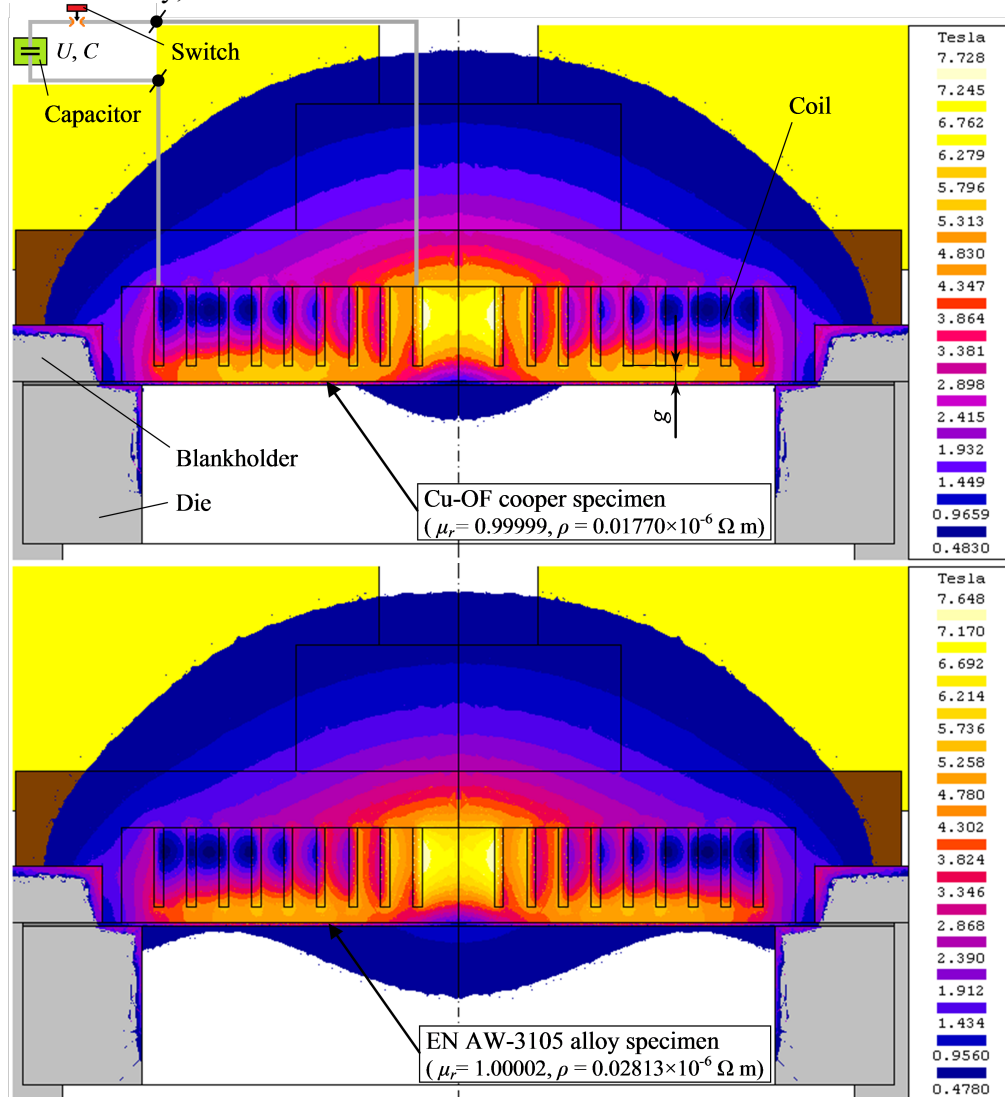 U, C
Switch
Capacitor
Coil
Blankholder
Die
g
Cu-OF cooper specimen
( μr= 0.99999, ρ = 0.01770×10-6 Ω m)
Tesla
7.728
7.245
6.762
6.279
5.796
5.313
4.830
4.347
3.864
3.381
2.898
2.415
1.932
1.449
0.9659
0.4830
EN AW-3105 alloy specimen
( μr= 1.00002, ρ = 0.02813×10-6 Ω m)
Tesla
7.648
7.170
6.692
6.214
5.736
5.258
4.780
4.302
3.824
3.346
2.868
2.390
1.912
1.434
0.9560
0.4780